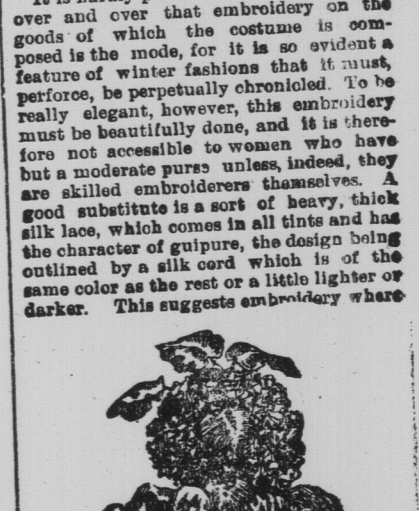 over and over that embroidery on the
goods of which the costume is com-
posed is the mode, for it is so evident a
feature of winter fashions that it must,
perforce, be perpetually chronicled. To be
really elegant, however, this embroidery
must be beautifully done, and it is there-
fore not accessible to women who have
but a moderate purse unless, indeed, they
are skilled embroiderers themselves. A
good substitute is a sort of heavy, thick
silk lace, which comes in all tints and has
the character of guipure, the design being
outlined by a silk cord which is of the
same color as the rest or a little lighter or
darker. This suggests embroidery where